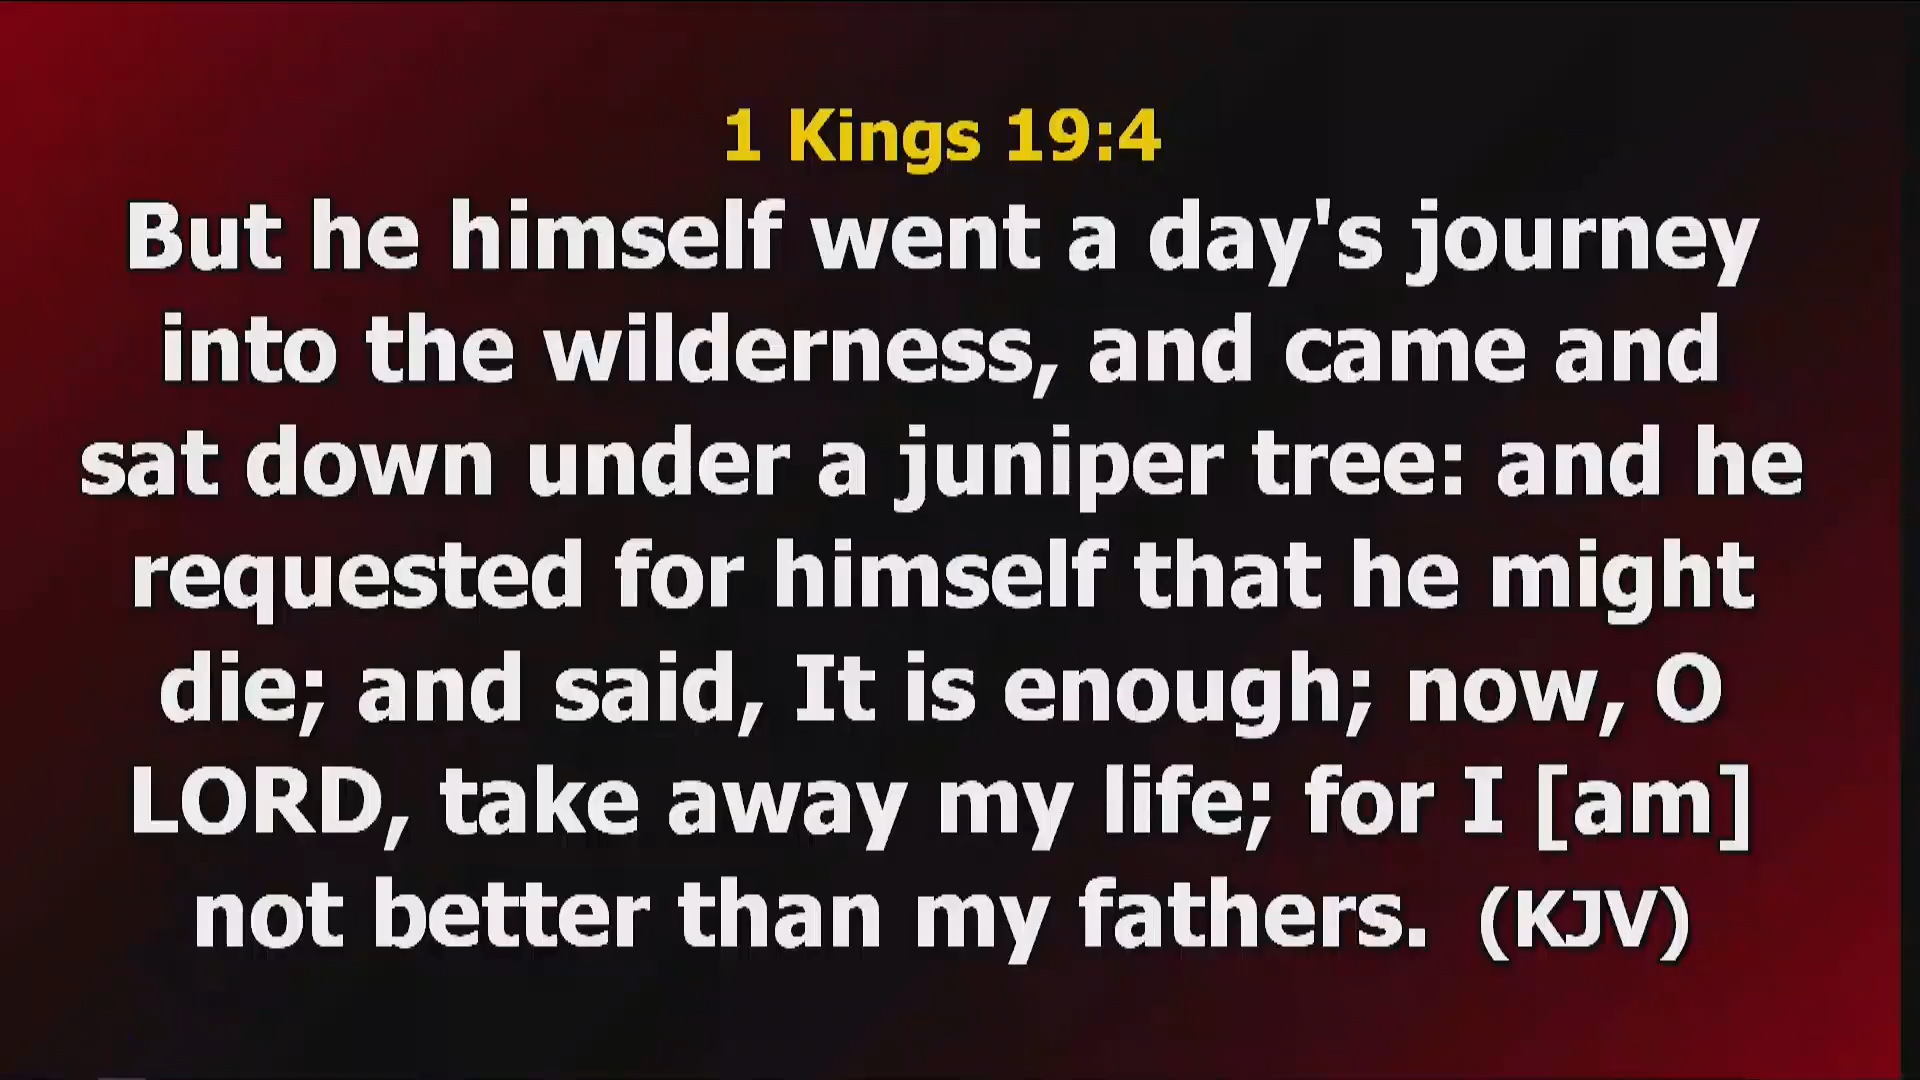 1 Kings 19:4
But he himself went a day's journey
into the wilderness, and came and
sat down under a juniper tree: and he
requested for himself that he might
die; and said, It is enough; now, O
LORD, take away my life; for I [am]
not better than my fathers. (KJV)